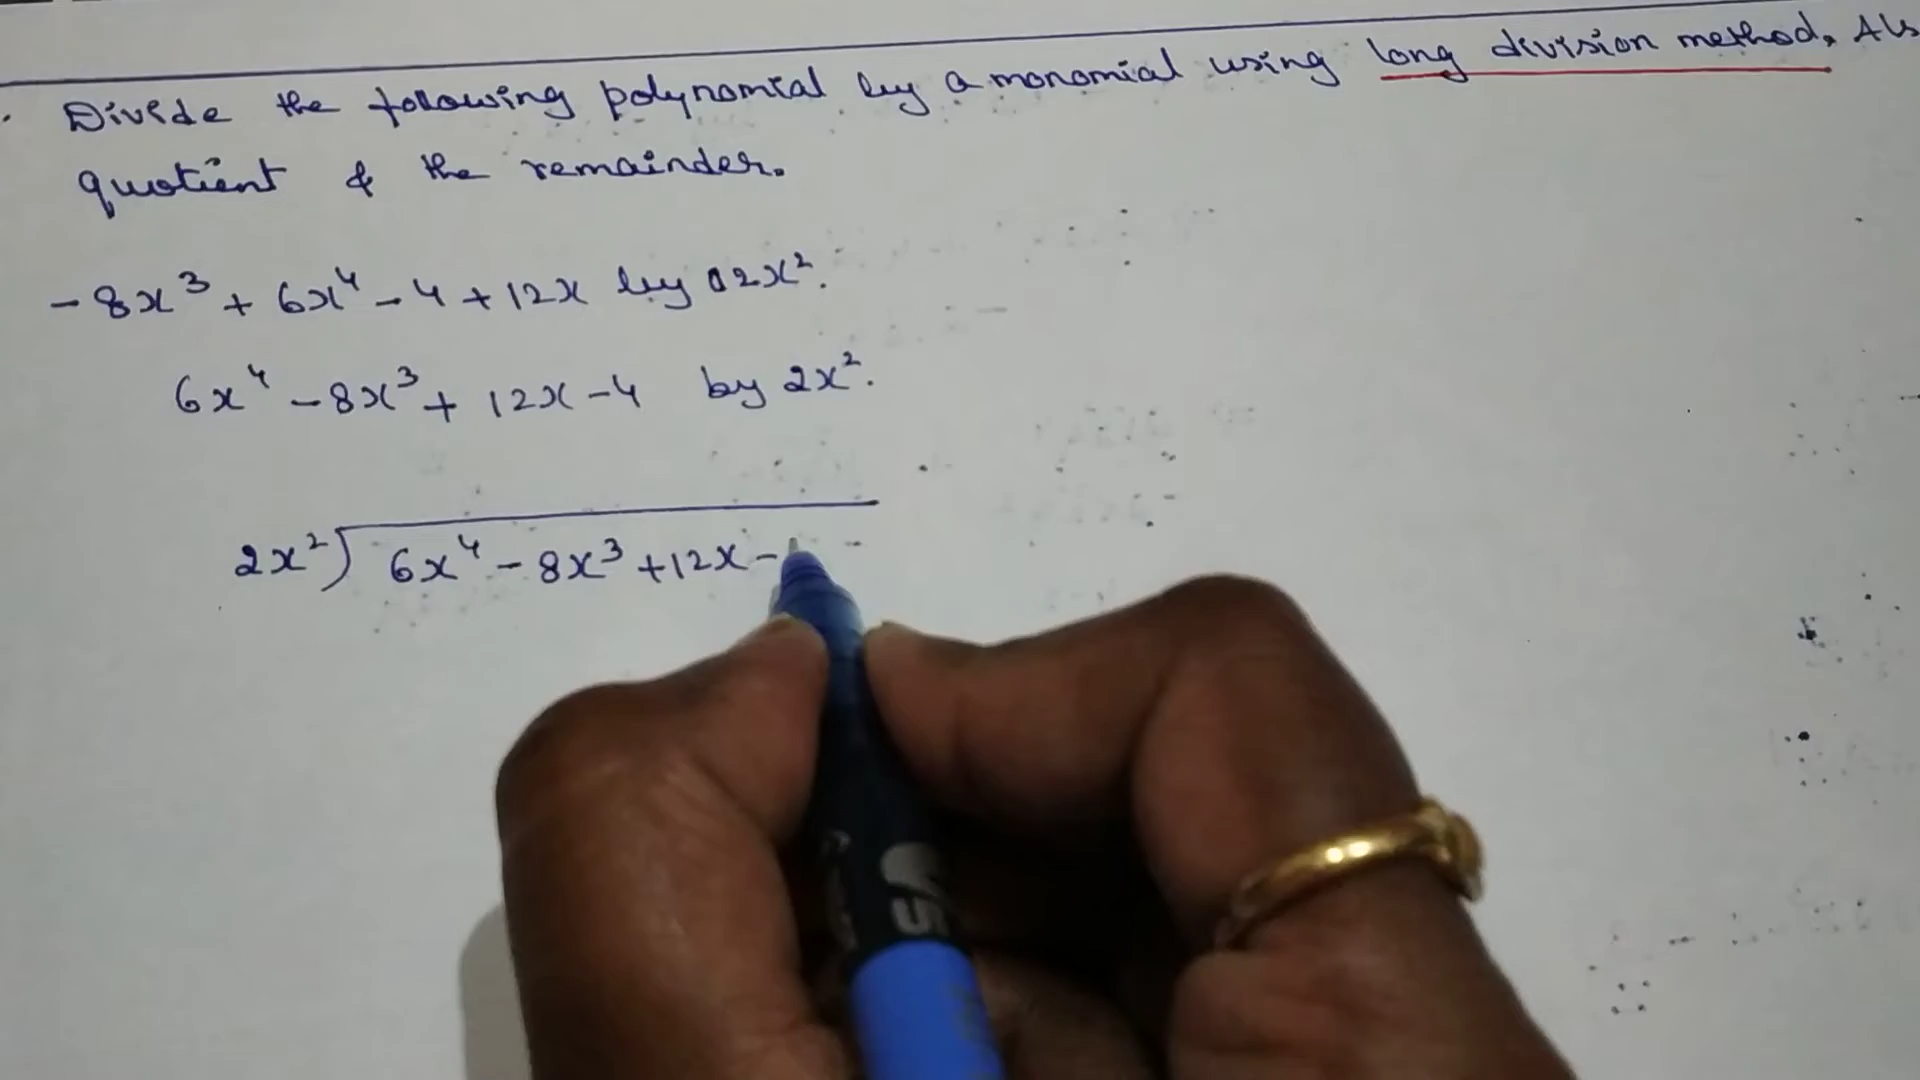 Divide the following polynomial by a monomial using long division method. Als
quotient & the remainder.
-8x³ + 6x⁴ - 4 + 12x by 2x².
6x⁴ - 8x³ + 12x - 4 by 2x².
2x²) 6x⁴ - 8x³ + 12x -